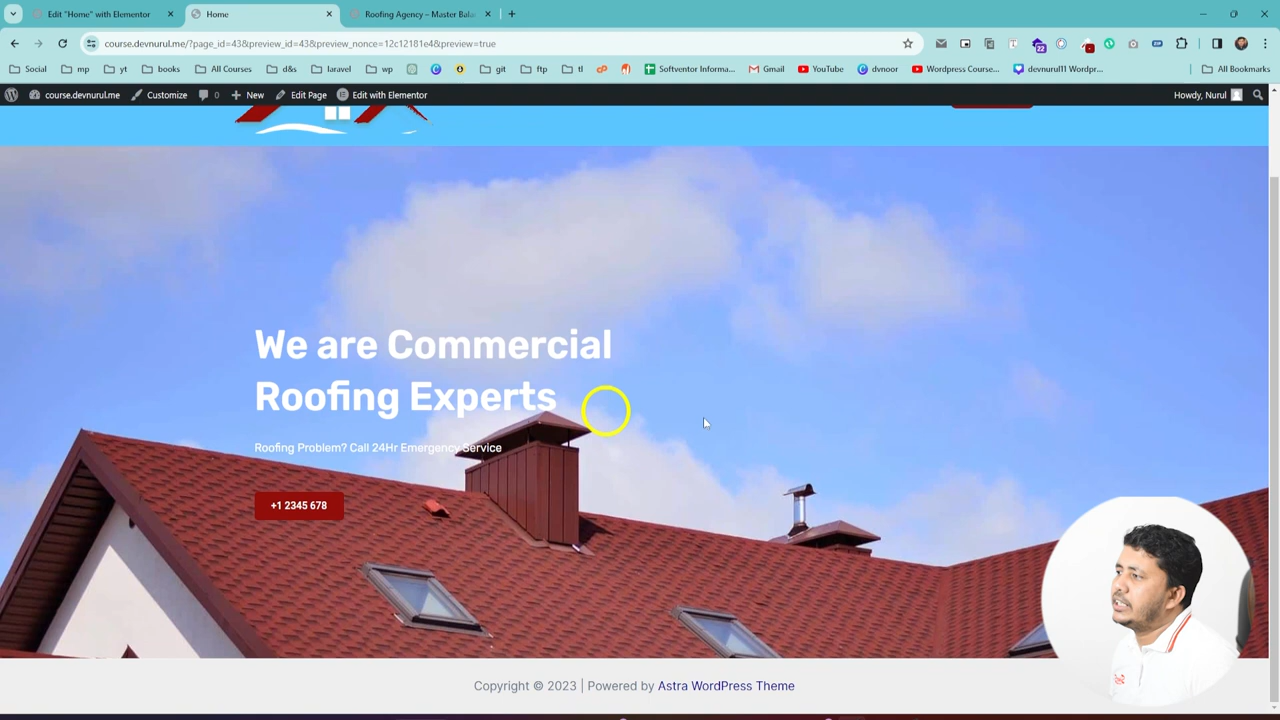 Edit "Home" with Elementor
Home
Roofing Agency – Master Bala
course.devnurul.me/?page_id=43&preview_id=43&preview_nonce=12c12181e4&preview=true
22
Social
mp
yt
books
All Courses
d&s
laravel
wp
git
ftp
tl
Softventor Informa...
Gmail
YouTube
dvnoor
Wordpress Course...
devnurul11 Wordpr...
All Bookmarks
course.devnurul.me
Customize
0
New
Edit Page
Edit with Elementor
Howdy, Nurul
We are Commercial
Roofing Experts
Roofing Problem? Call 24Hr Emergency Service
+1 2345 678
Copyright © 2023 | Powered by Astra WordPress Theme